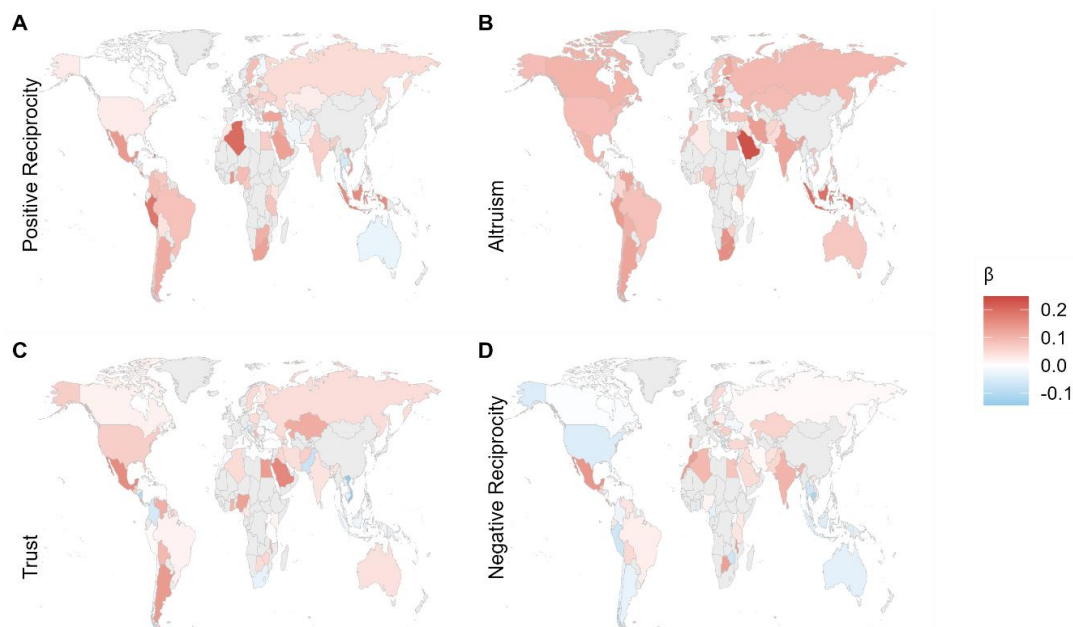 A
Positive Reciprocity
B
Altruism
C
Trust
D
Negative Reciprocity
β
0.2
0.1
0.0
-0.1